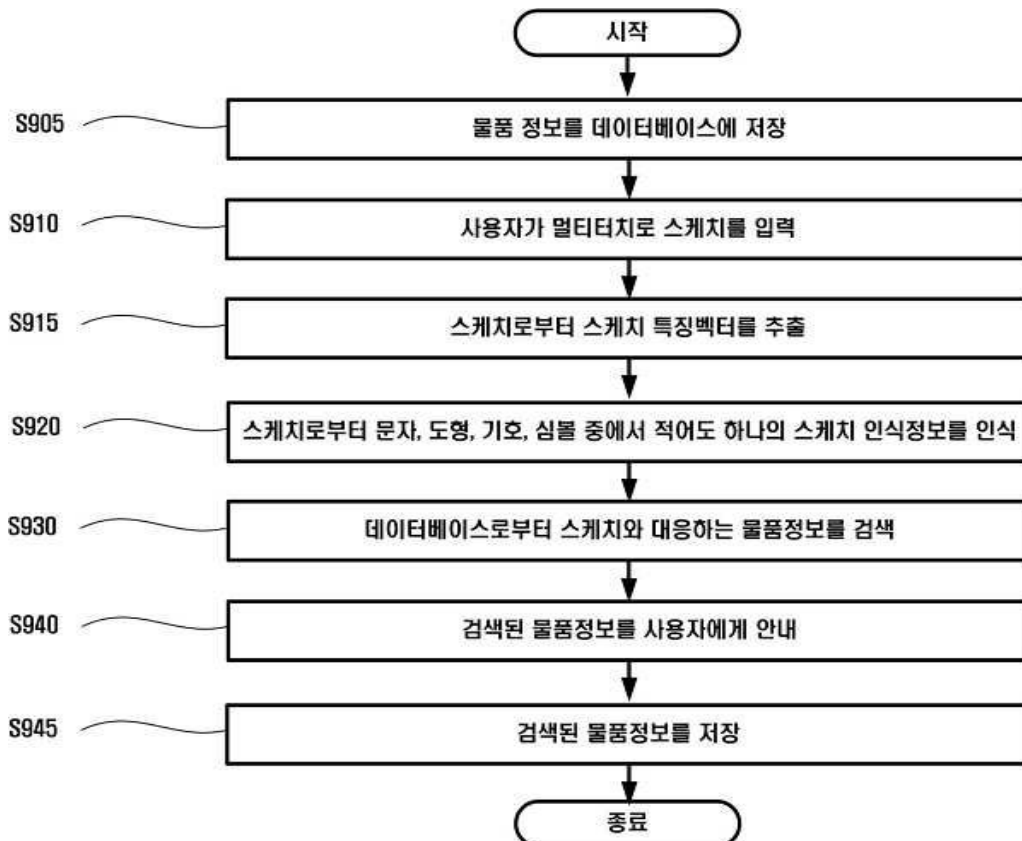 시작
S905 물품 정보를 데이터베이스에 저장
S910 사용자가 멀티터치로 스케치를 입력
S915 스케치로부터 스케치 특징벡터를 추출
S920 스케치로부터 문자, 도형, 기호, 심볼 중에서 적어도 하나의 스케치 인식정보를 인식
S930 데이터베이스로부터 스케치와 대응하는 물품정보를 검색
S940 검색된 물품정보를 사용자에게 안내
S945 검색된 물품정보를 저장
종료